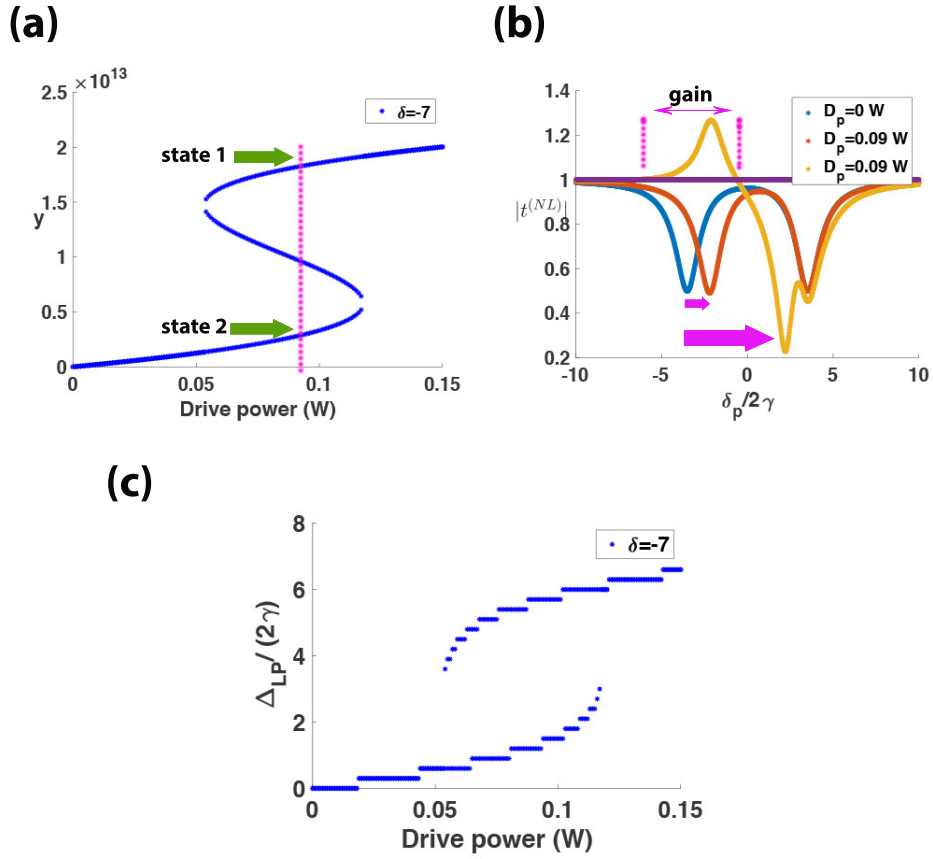 (a)
×10^13
2.5
2
1.5
1
0.5
0
y
δ=-7
state 1
state 2
0
0.05
0.1
0.15
Drive power (W)
(b)
1.4
1.2
1
0.8
0.6
0.4
0.2
|t^(NL)|
gain
D_p=0 W
D_p=0.09 W
D_p=0.09 W
-10
-5
0
5
10
δ_p/2γ
(c)
8
6
4
2
0
Δ_LP/(2γ)
δ=-7
0
0.05
0.1
0.15
Drive power (W)